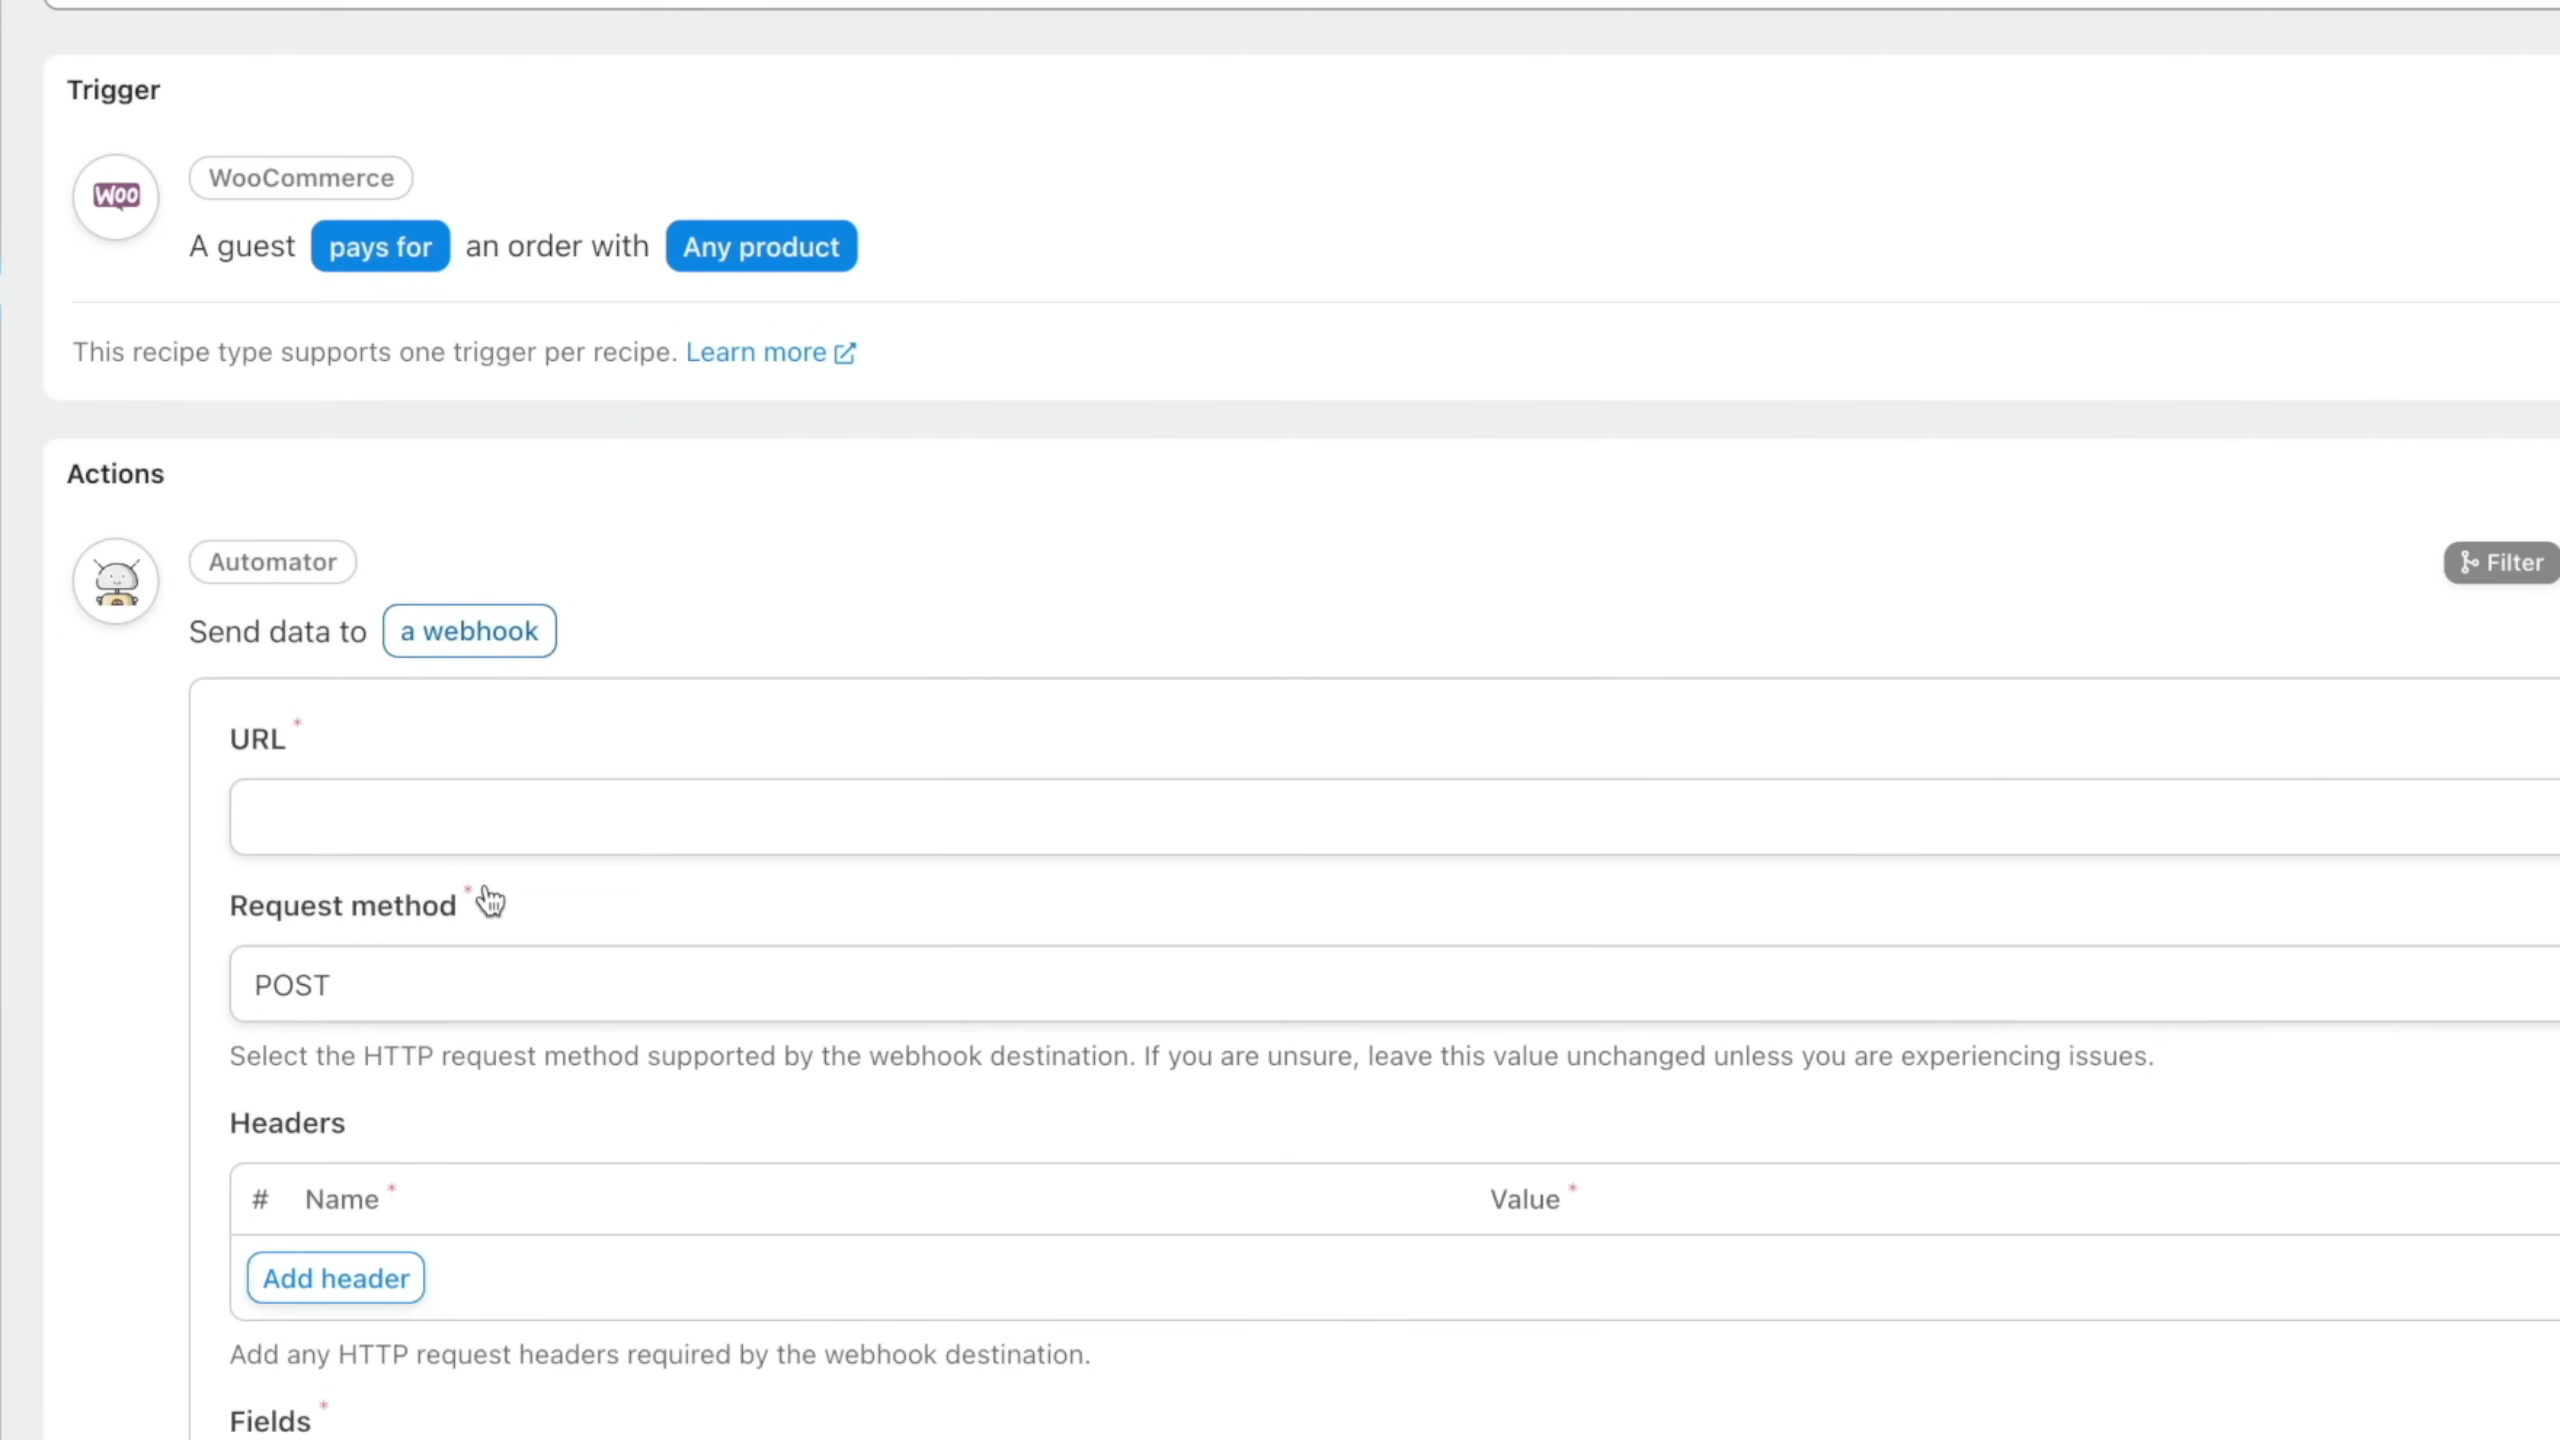 Trigger
Woo
WooCommerce
A guest pays for an order with Any product
This recipe type supports one trigger per recipe. Learn more
Actions
Automator
Filter
Send data to a webhook
URL *
Request method *
POST
Select the HTTP request method supported by the webhook destination. If you are unsure, leave this value unchanged unless you are experiencing issues.
Headers
# Name * Value *
Add header
Add any HTTP request headers required by the webhook destination.
Fields *